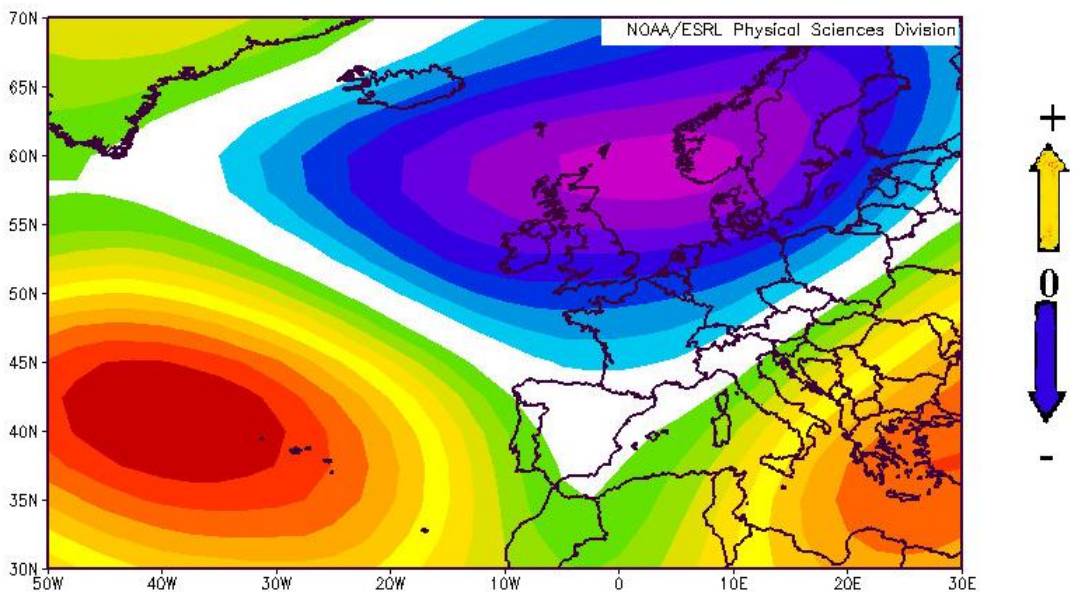 NOAA/ESRL Physical Sciences Division
70N
65N
60N
55N
50N
45N
40N
35N
30N
50W 40W 30W 20W 10W 0 10E 20E 30E
+
0
-